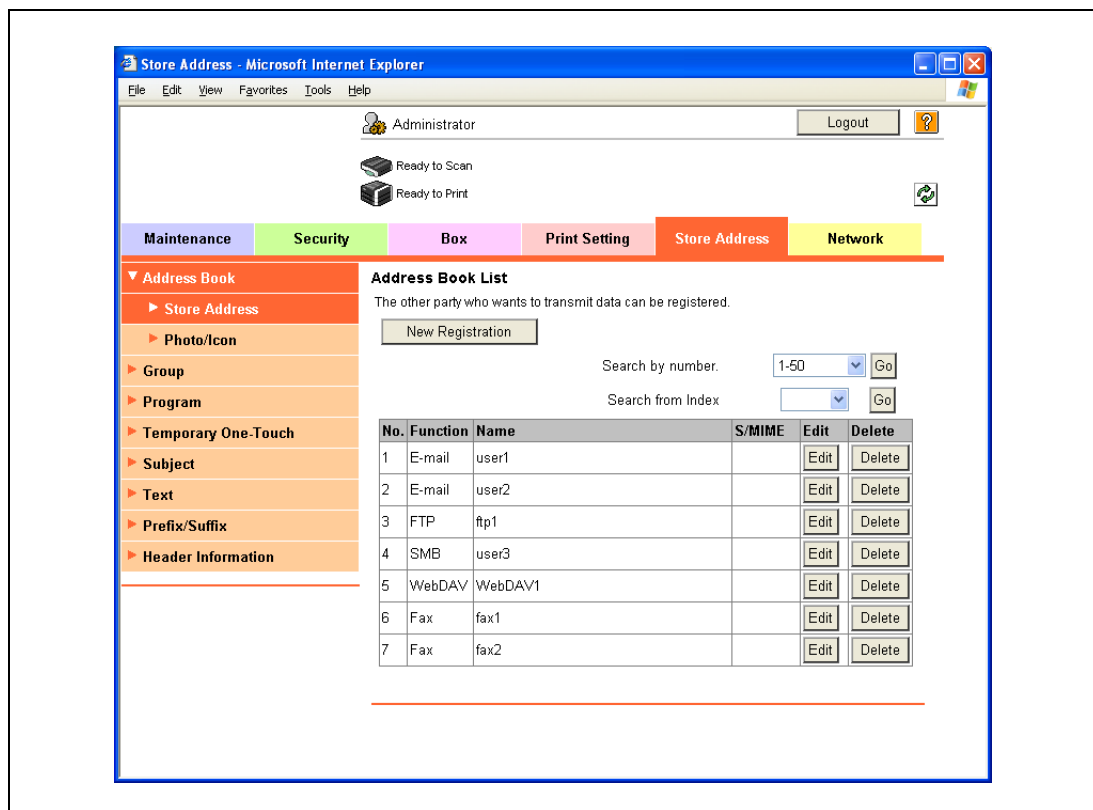 Store Address - Microsoft Internet Explorer
File Edit View Favorites Tools Help
Administrator Logout ?
Ready to Scan
Ready to Print
Maintenance Security Box Print Setting Store Address Network
Address Book
Store Address
Photo/Icon
Group
Program
Temporary One-Touch
Subject
Text
Prefix/Suffix
Header Information
Address Book List
The other party who wants to transmit data can be registered.
New Registration
Search by number. 1-50 Go
Search from Index Go
No. Function Name S/MIME Edit Delete
1 E-mail user1 Edit Delete
2 E-mail user2 Edit Delete
3 FTP ftp1 Edit Delete
4 SMB user3 Edit Delete
5 WebDAV WebDAV1 Edit Delete
6 Fax fax1 Edit Delete
7 Fax fax2 Edit Delete